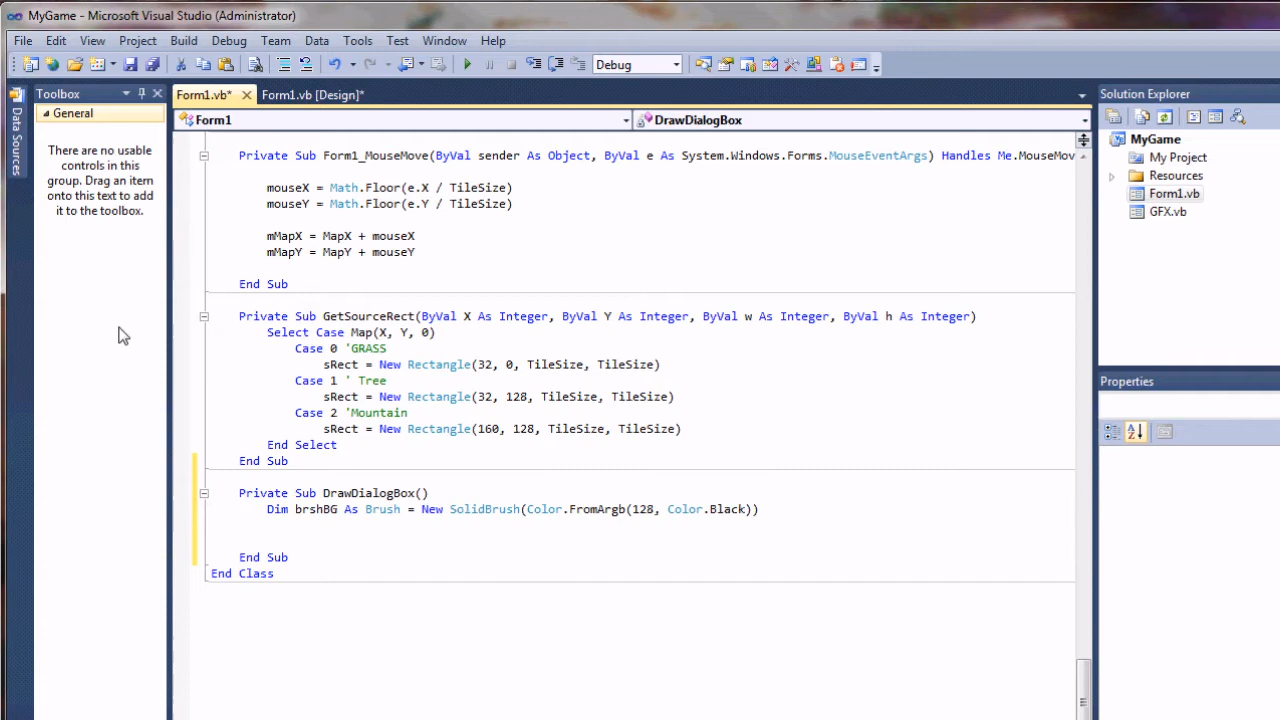 MyGame - Microsoft Visual Studio (Administrator)
File Edit View Project Build Debug Team Data Tools Test Window Help
Debug
Data Sources
Toolbox
General
There are no usable
controls in this
group. Drag an item
onto this text to add
it to the toolbox.
Form1.vb* Form1.vb [Design]*
Form1 DrawDialogBox
Private Sub Form1_MouseMove(ByVal sender As Object, ByVal e As System.Windows.Forms.MouseEventArgs) Handles Me.MouseMov
mouseX = Math.Floor(e.X / TileSize)
mouseY = Math.Floor(e.Y / TileSize)
mMapX = MapX + mouseX
mMapY = MapY + mouseY
End Sub
Private Sub GetSourceRect(ByVal X As Integer, ByVal Y As Integer, ByVal w As Integer, ByVal h As Integer)
Select Case Map(X, Y, 0)
Case 0 'GRASS
sRect = New Rectangle(32, 0, TileSize, TileSize)
Case 1 ' Tree
sRect = New Rectangle(32, 128, TileSize, TileSize)
Case 2 'Mountain
sRect = New Rectangle(160, 128, TileSize, TileSize)
End Select
End Sub
Private Sub DrawDialogBox()
Dim brshBG As Brush = New SolidBrush(Color.FromArgb(128, Color.Black))
End Sub
End Class
Solution Explorer
MyGame
My Project
Resources
Form1.vb
GFX.vb
Properties